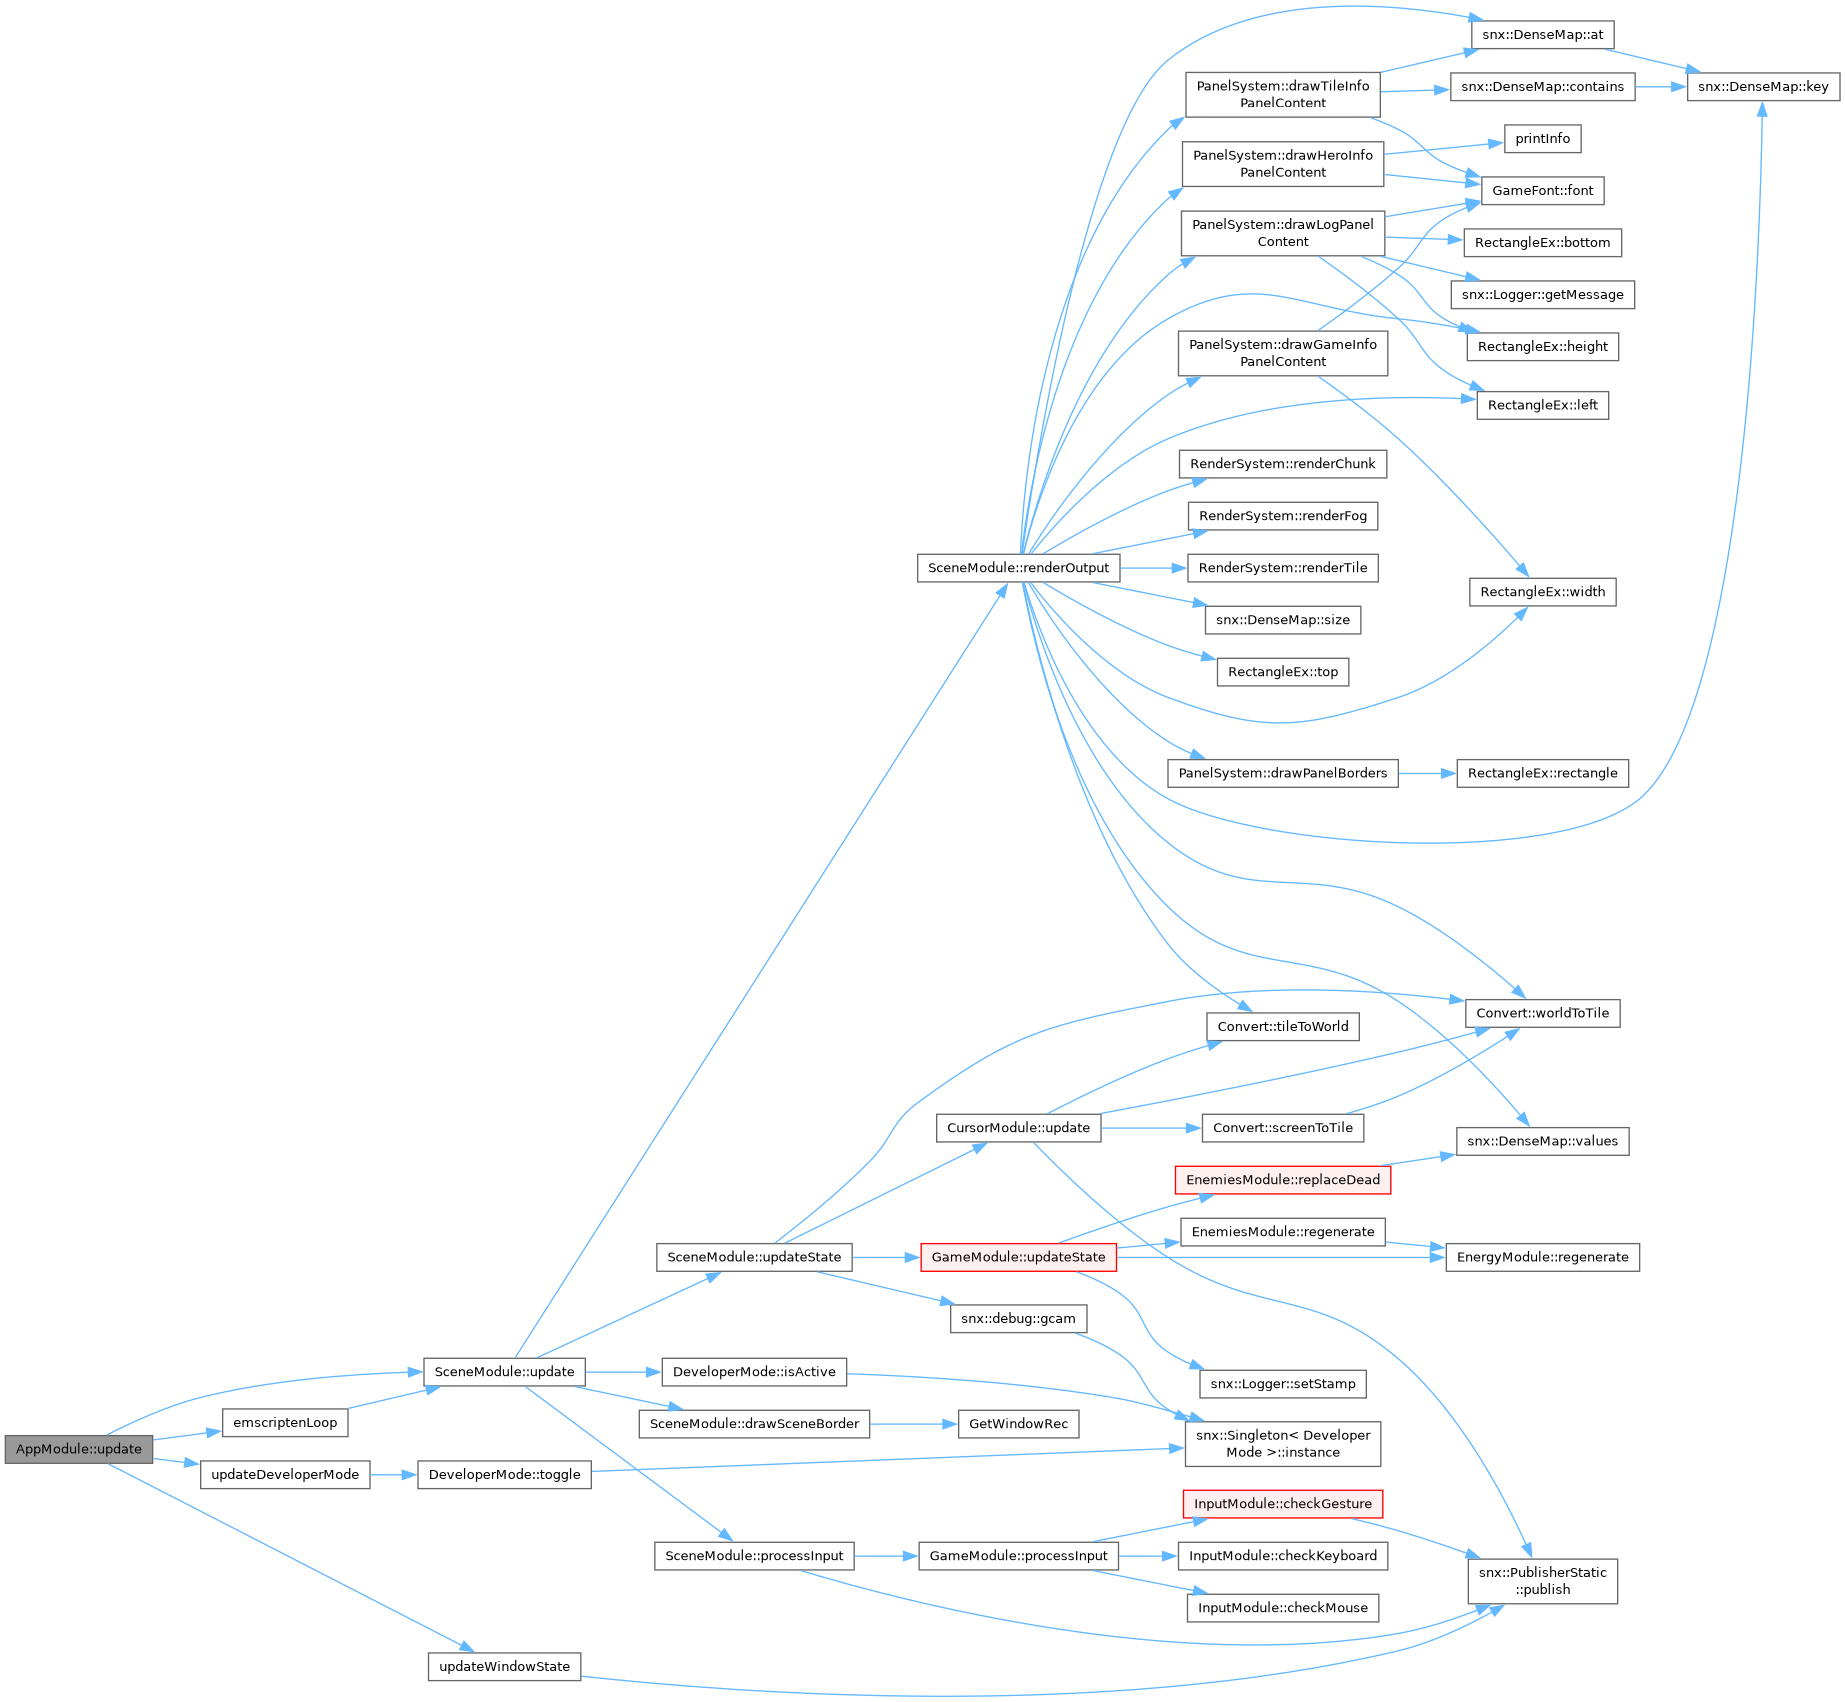 snx::DenseMap::at
PanelSystem::drawTileInfo
PanelContent
snx::DenseMap::contains
snx::DenseMap::key
printInfo
PanelSystem::drawHeroInfo
PanelContent
GameFont::font
PanelSystem::drawLogPanel
Content
RectangleEx::bottom
snx::Logger::getMessage
PanelSystem::drawGameInfo
PanelContent
RectangleEx::height
RectangleEx::left
RenderSystem::renderChunk
RenderSystem::renderFog
SceneModule::renderOutput
RenderSystem::renderTile
RectangleEx::width
snx::DenseMap::size
RectangleEx::top
PanelSystem::drawPanelBorders
RectangleEx::rectangle
Convert::worldToTile
Convert::tileToWorld
CursorModule::update
Convert::screenToTile
snx::DenseMap::values
EnemiesModule::replaceDead
EnemiesModule::regenerate
SceneModule::updateState
GameModule::updateState
EnergyModule::regenerate
snx::debug::gcam
SceneModule::update
DeveloperMode::isActive
snx::Logger::setStamp
emscriptenLoop
SceneModule::drawSceneBorder
GetWindowRec
snx::Singleton< Developer
Mode >::instance
AppModule::update
updateDeveloperMode
DeveloperMode::toggle
InputModule::checkGesture
SceneModule::processInput
GameModule::processInput
InputModule::checkKeyboard
snx::PublisherStatic
::publish
InputModule::checkMouse
updateWindowState